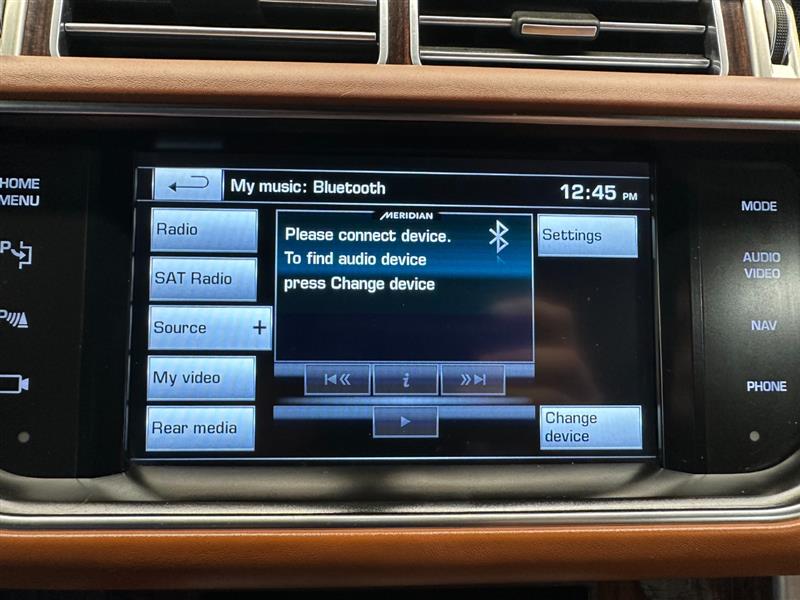 HOME
MENU
My music: Bluetooth
12:45 PM
MERIDIAN
Radio
SAT Radio
Source +
My video
Rear media
Please connect device.
To find audio device
press Change device
i
Settings
Change
device
P
P
MODE
AUDIO
VIDEO
NAV
PHONE